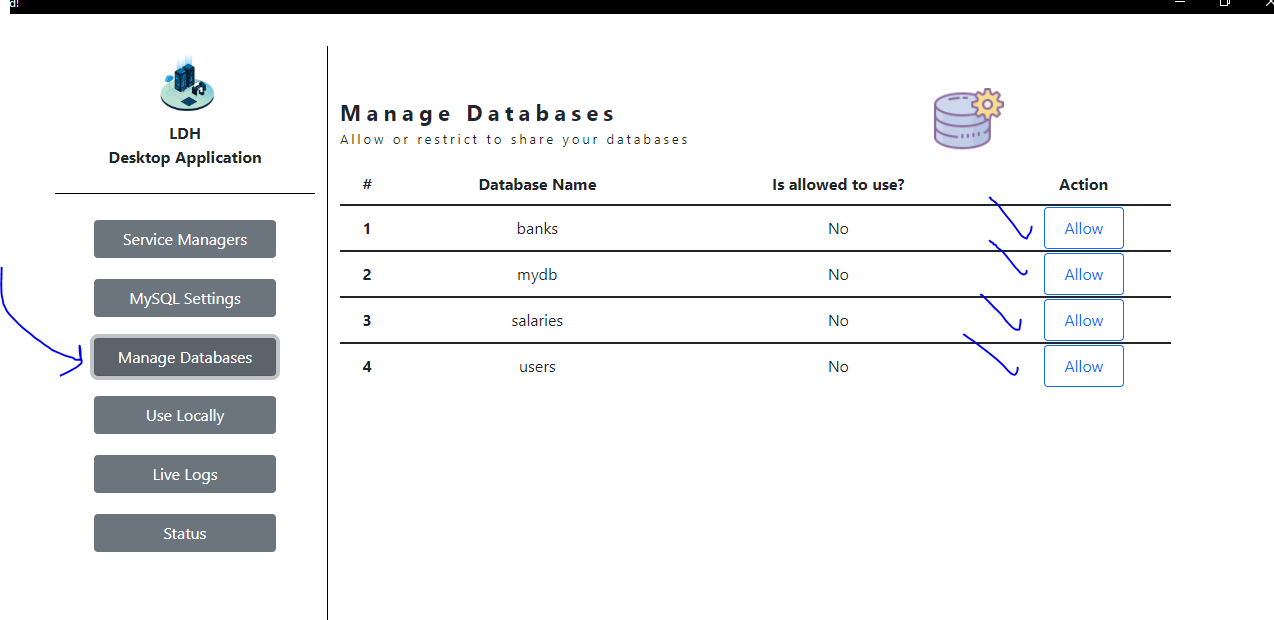 d!
LDH
Desktop Application
Service Managers
MySQL Settings
Manage Databases
Use Locally
Live Logs
Status
Manage Databases
Allow or restrict to share your databases
# Database Name Is allowed to use? Action
1 banks No Allow
2 mydb No Allow
3 salaries No Allow
4 users No Allow